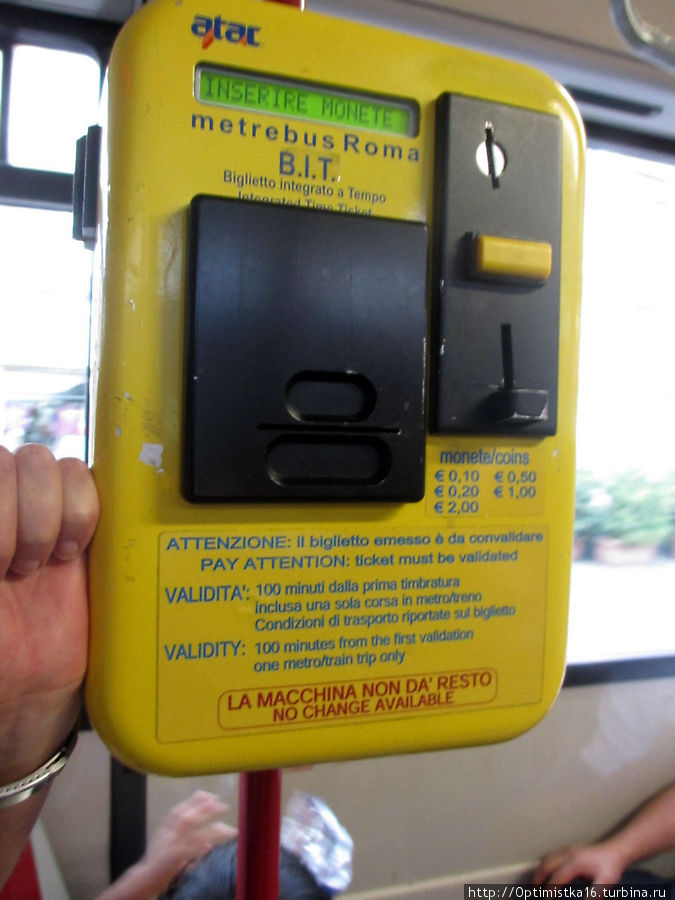 atac
INSERIRE MONETE
metrebus Roma
B.I.T.
Biglietto integrato a Tempo
Integrated Time Ticket
monete/coins
€ 0,10 € 0,50
€ 0,20 € 1,00
€ 2,00
ATTENZIONE: il biglietto emesso è da convalidare
PAY ATTENTION: ticket must be validated
VALIDITA': 100 minuti dalla prima timbratura
inclusa una sola corsa in metro/treno
Condizioni di trasporto riportate sul biglietto
VALIDITY: 100 minutes from the first validation
one metro/train trip only
LA MACCHINA NON DA' RESTO
NO CHANGE AVAILABLE
http://Optimistka16.turbina.ru